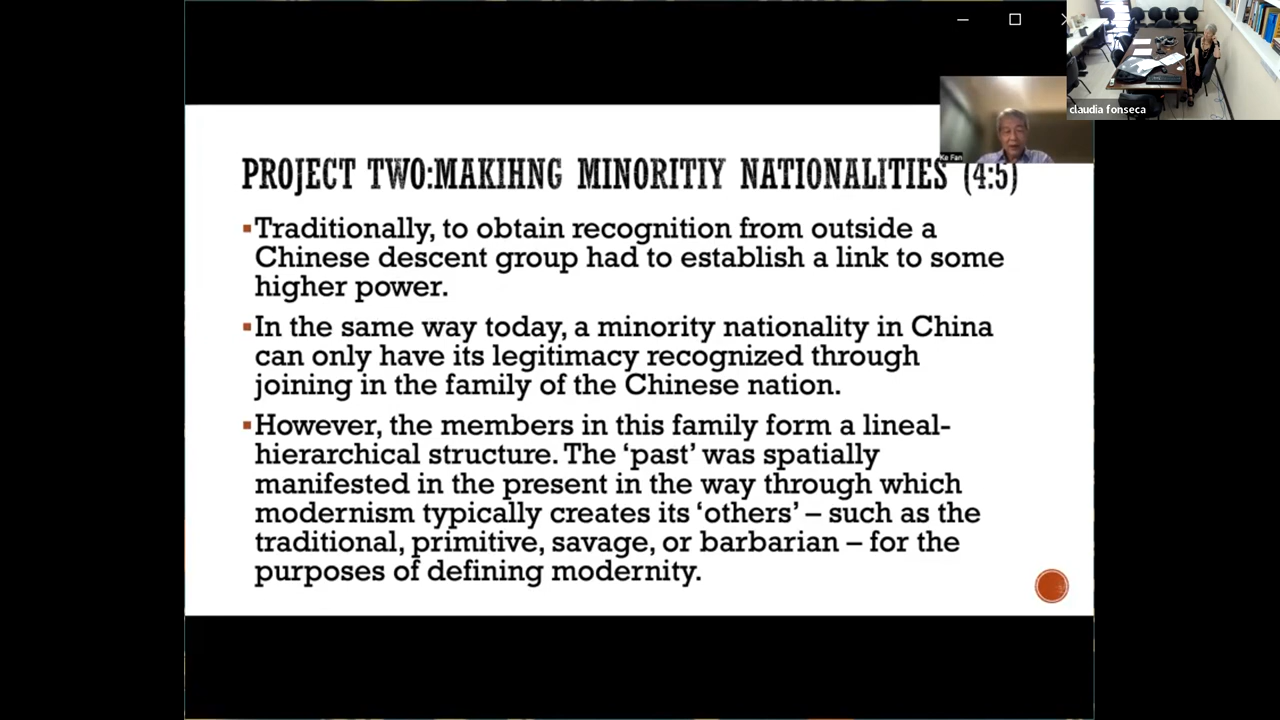 claudia fonseca
Ke Fan
PROJECT TWO:MAKIHNG MINORITIY NATIONALITIES (4:5)
▪Traditionally, to obtain recognition from outside a
Chinese descent group had to establish a link to some
higher power.
▪In the same way today, a minority nationality in China
can only have its legitimacy recognized through
joining in the family of the Chinese nation.
▪However, the members in this family form a lineal-
hierarchical structure. The ‘past’ was spatially
manifested in the present in the way through which
modernism typically creates its ‘others’ – such as the
traditional, primitive, savage, or barbarian – for the
purposes of defining modernity.